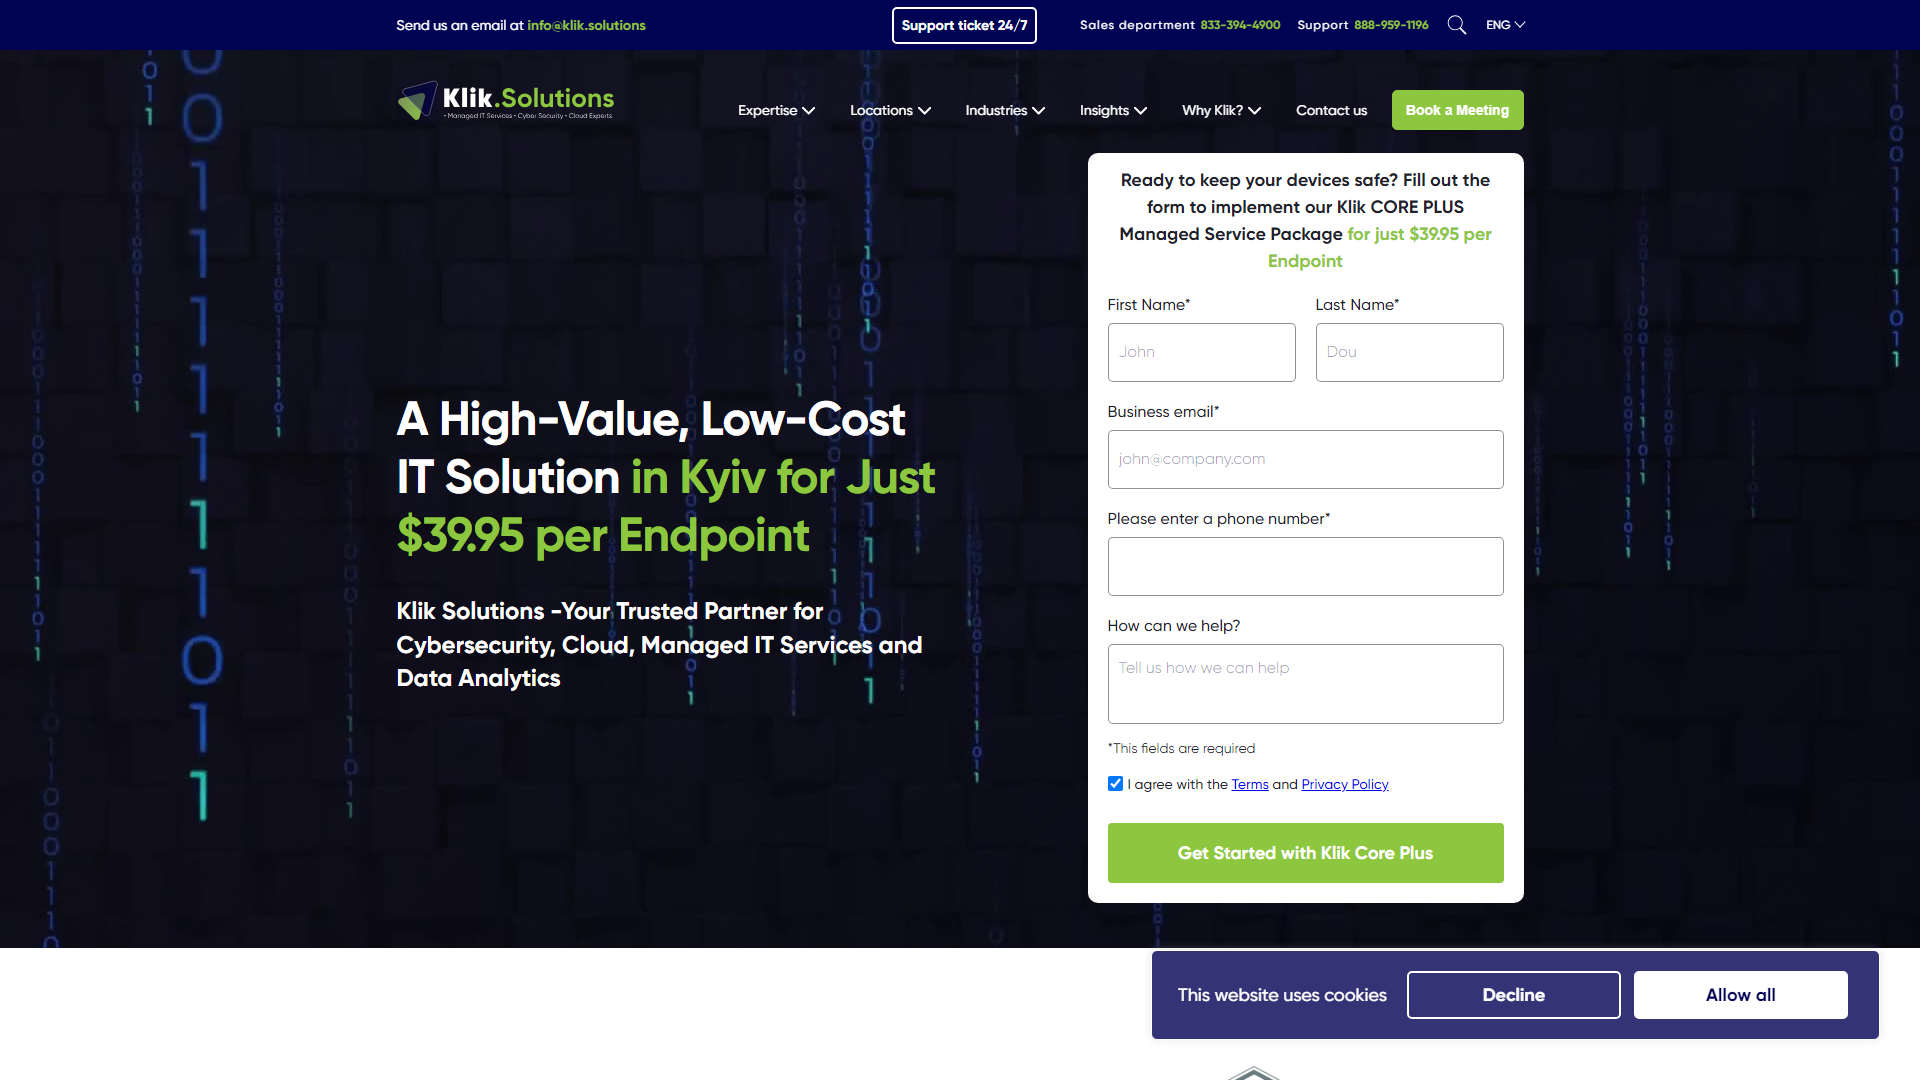 Send us an email at info@klik.solutions
Support ticket 24/7
Sales department 833-394-4900
Support 888-959-1196
ENG
Klik.Solutions
• Managed IT Services • Cyber Security • Cloud Experts
Expertise
Locations
Industries
Insights
Why Klik?
Contact us
Book a Meeting
A High-Value, Low-Cost
IT Solution in Kyiv for Just
$39.95 per Endpoint
Klik Solutions -Your Trusted Partner for
Cybersecurity, Cloud, Managed IT Services and
Data Analytics
Ready to keep your devices safe? Fill out the
form to implement our Klik CORE PLUS
Managed Service Package for just $39.95 per
Endpoint
First Name*
Last Name*
John
Dou
Business email*
john@company.com
Please enter a phone number*
How can we help?
Tell us how we can help
*This fields are required
I agree with the Terms and Privacy Policy
Get Started with Klik Core Plus
This website uses cookies
Decline
Allow all